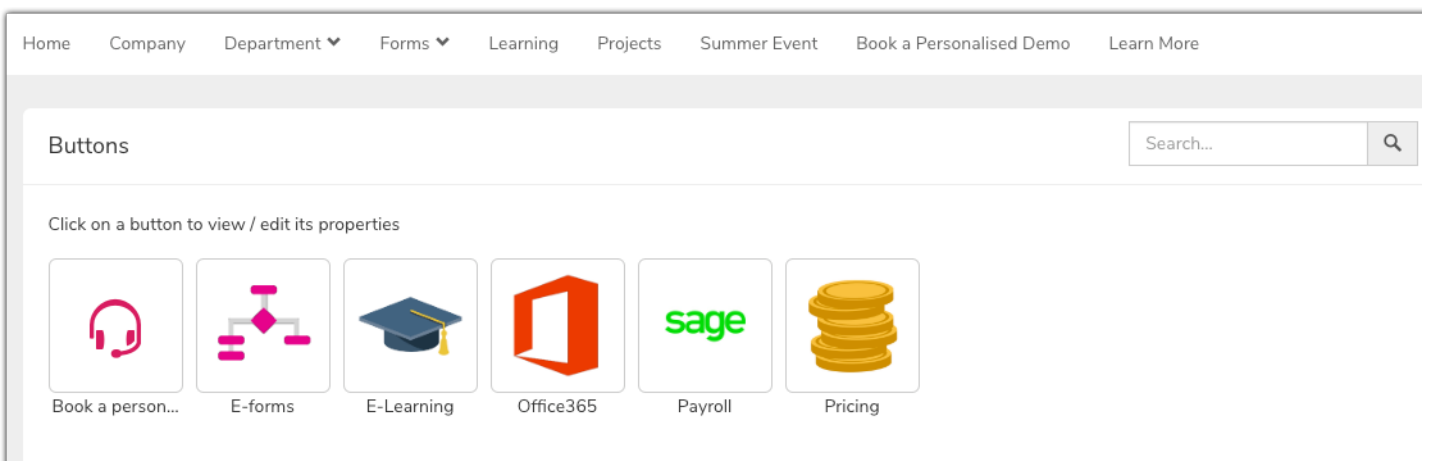 Home Company Department Forms Learning Projects Summer Event Book a Personalised Demo Learn More
Buttons
Search...
Click on a button to view / edit its properties
sage
Book a person... E-forms E-Learning Office365 Payroll Pricing